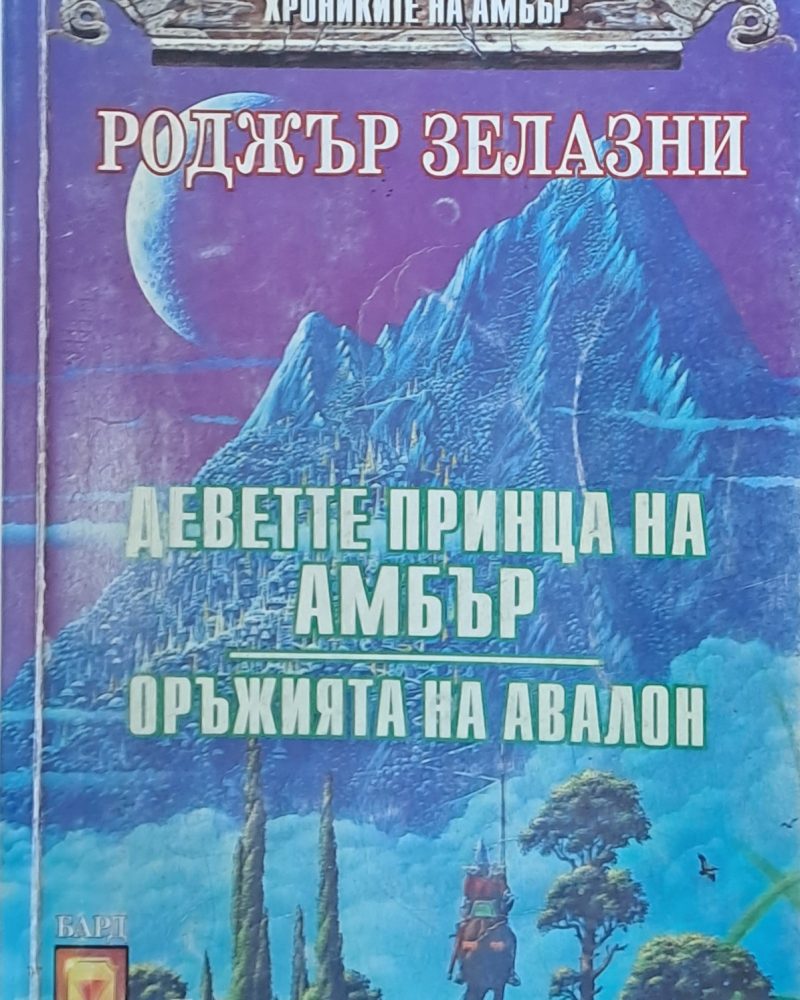 ХРОНИКИТЕ НА АМБЪР
РОДЖЪР ЗЕЛАЗНИ
ДЕВЕТТЕ ПРИНЦА НА
АМБЪР
ОРЪЖИЯТА НА АВАЛОН
БАРД